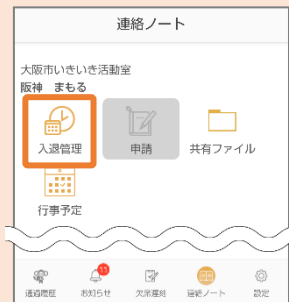 連絡ノート
大阪市いきいき活動室
阪神 まもる
入退管理 申請 共有ファイル
行事予定
11
通過履歴 お知らせ 欠席連絡 連絡ノート 設定